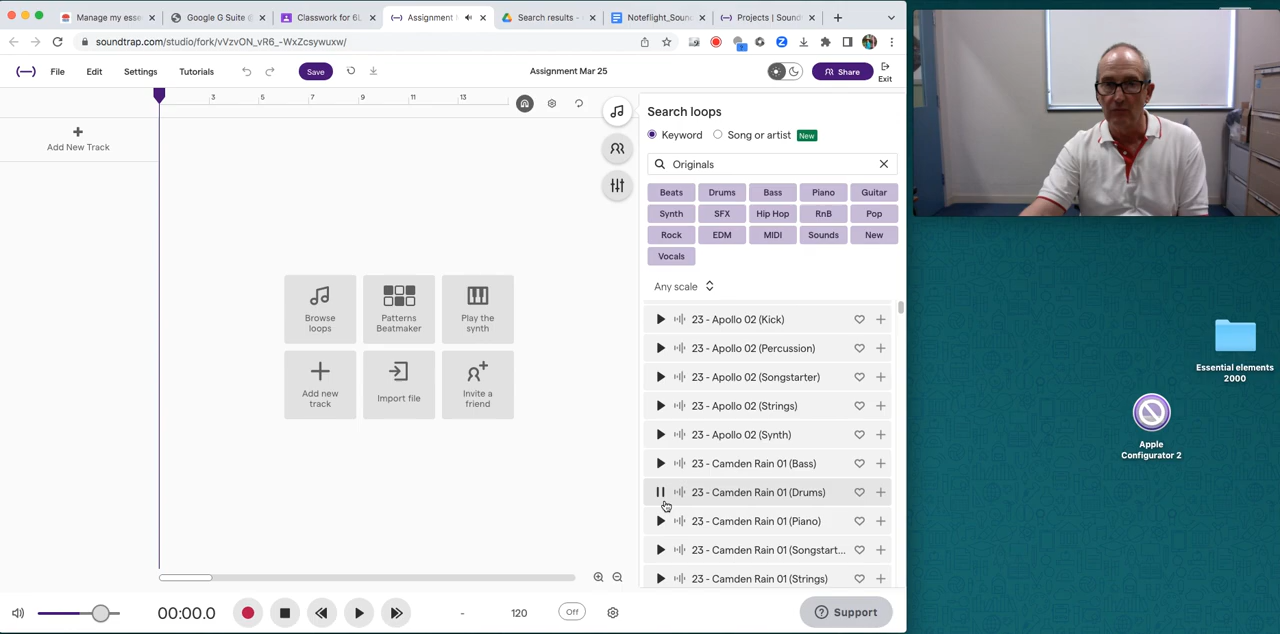 Manage my esse
Google G Suite
Classwork for 6L
Assignment
Search results -
Noteflight_Soun
Projects | Sound
soundtrap.com/studio/fork/vVzvON_vR6_-WxZcsywuxw/
File
Edit
Settings
Tutorials
Save
Assignment Mar 25
Share
Exit
3
5
7
9
11
13
Add New Track
Browse
loops
Patterns
Beatmaker
Play the
synth
Add new
track
Import file
Invite a
friend
Search loops
Keyword
Song or artist
New
Originals
Beats
Drums
Bass
Piano
Guitar
Synth
SFX
Hip Hop
RnB
Pop
Rock
EDM
MIDI
Sounds
New
Vocals
Any scale
23 - Apollo 02 (Kick)
23 - Apollo 02 (Percussion)
23 - Apollo 02 (Songstarter)
23 - Apollo 02 (Strings)
23 - Apollo 02 (Synth)
23 - Camden Rain 01 (Bass)
23 - Camden Rain 01 (Drums)
23 - Camden Rain 01 (Piano)
23 - Camden Rain 01 (Songstart...
23 - Camden Rain 01 (Strings)
00:00.0
-
120
Off
Support
Essential elements
2000
Apple
Configurator 2